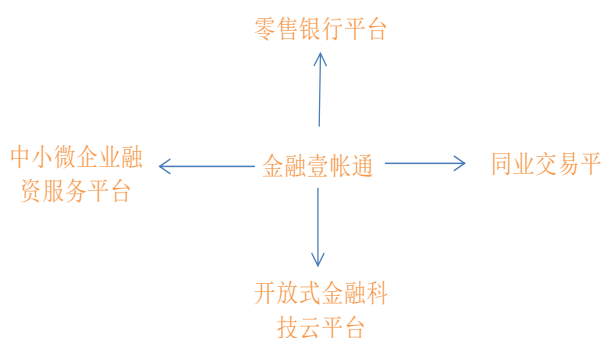 零售银行平台
中小微企业融
资服务平台
金融壹帐通
同业交易平
开放式金融科
技云平台